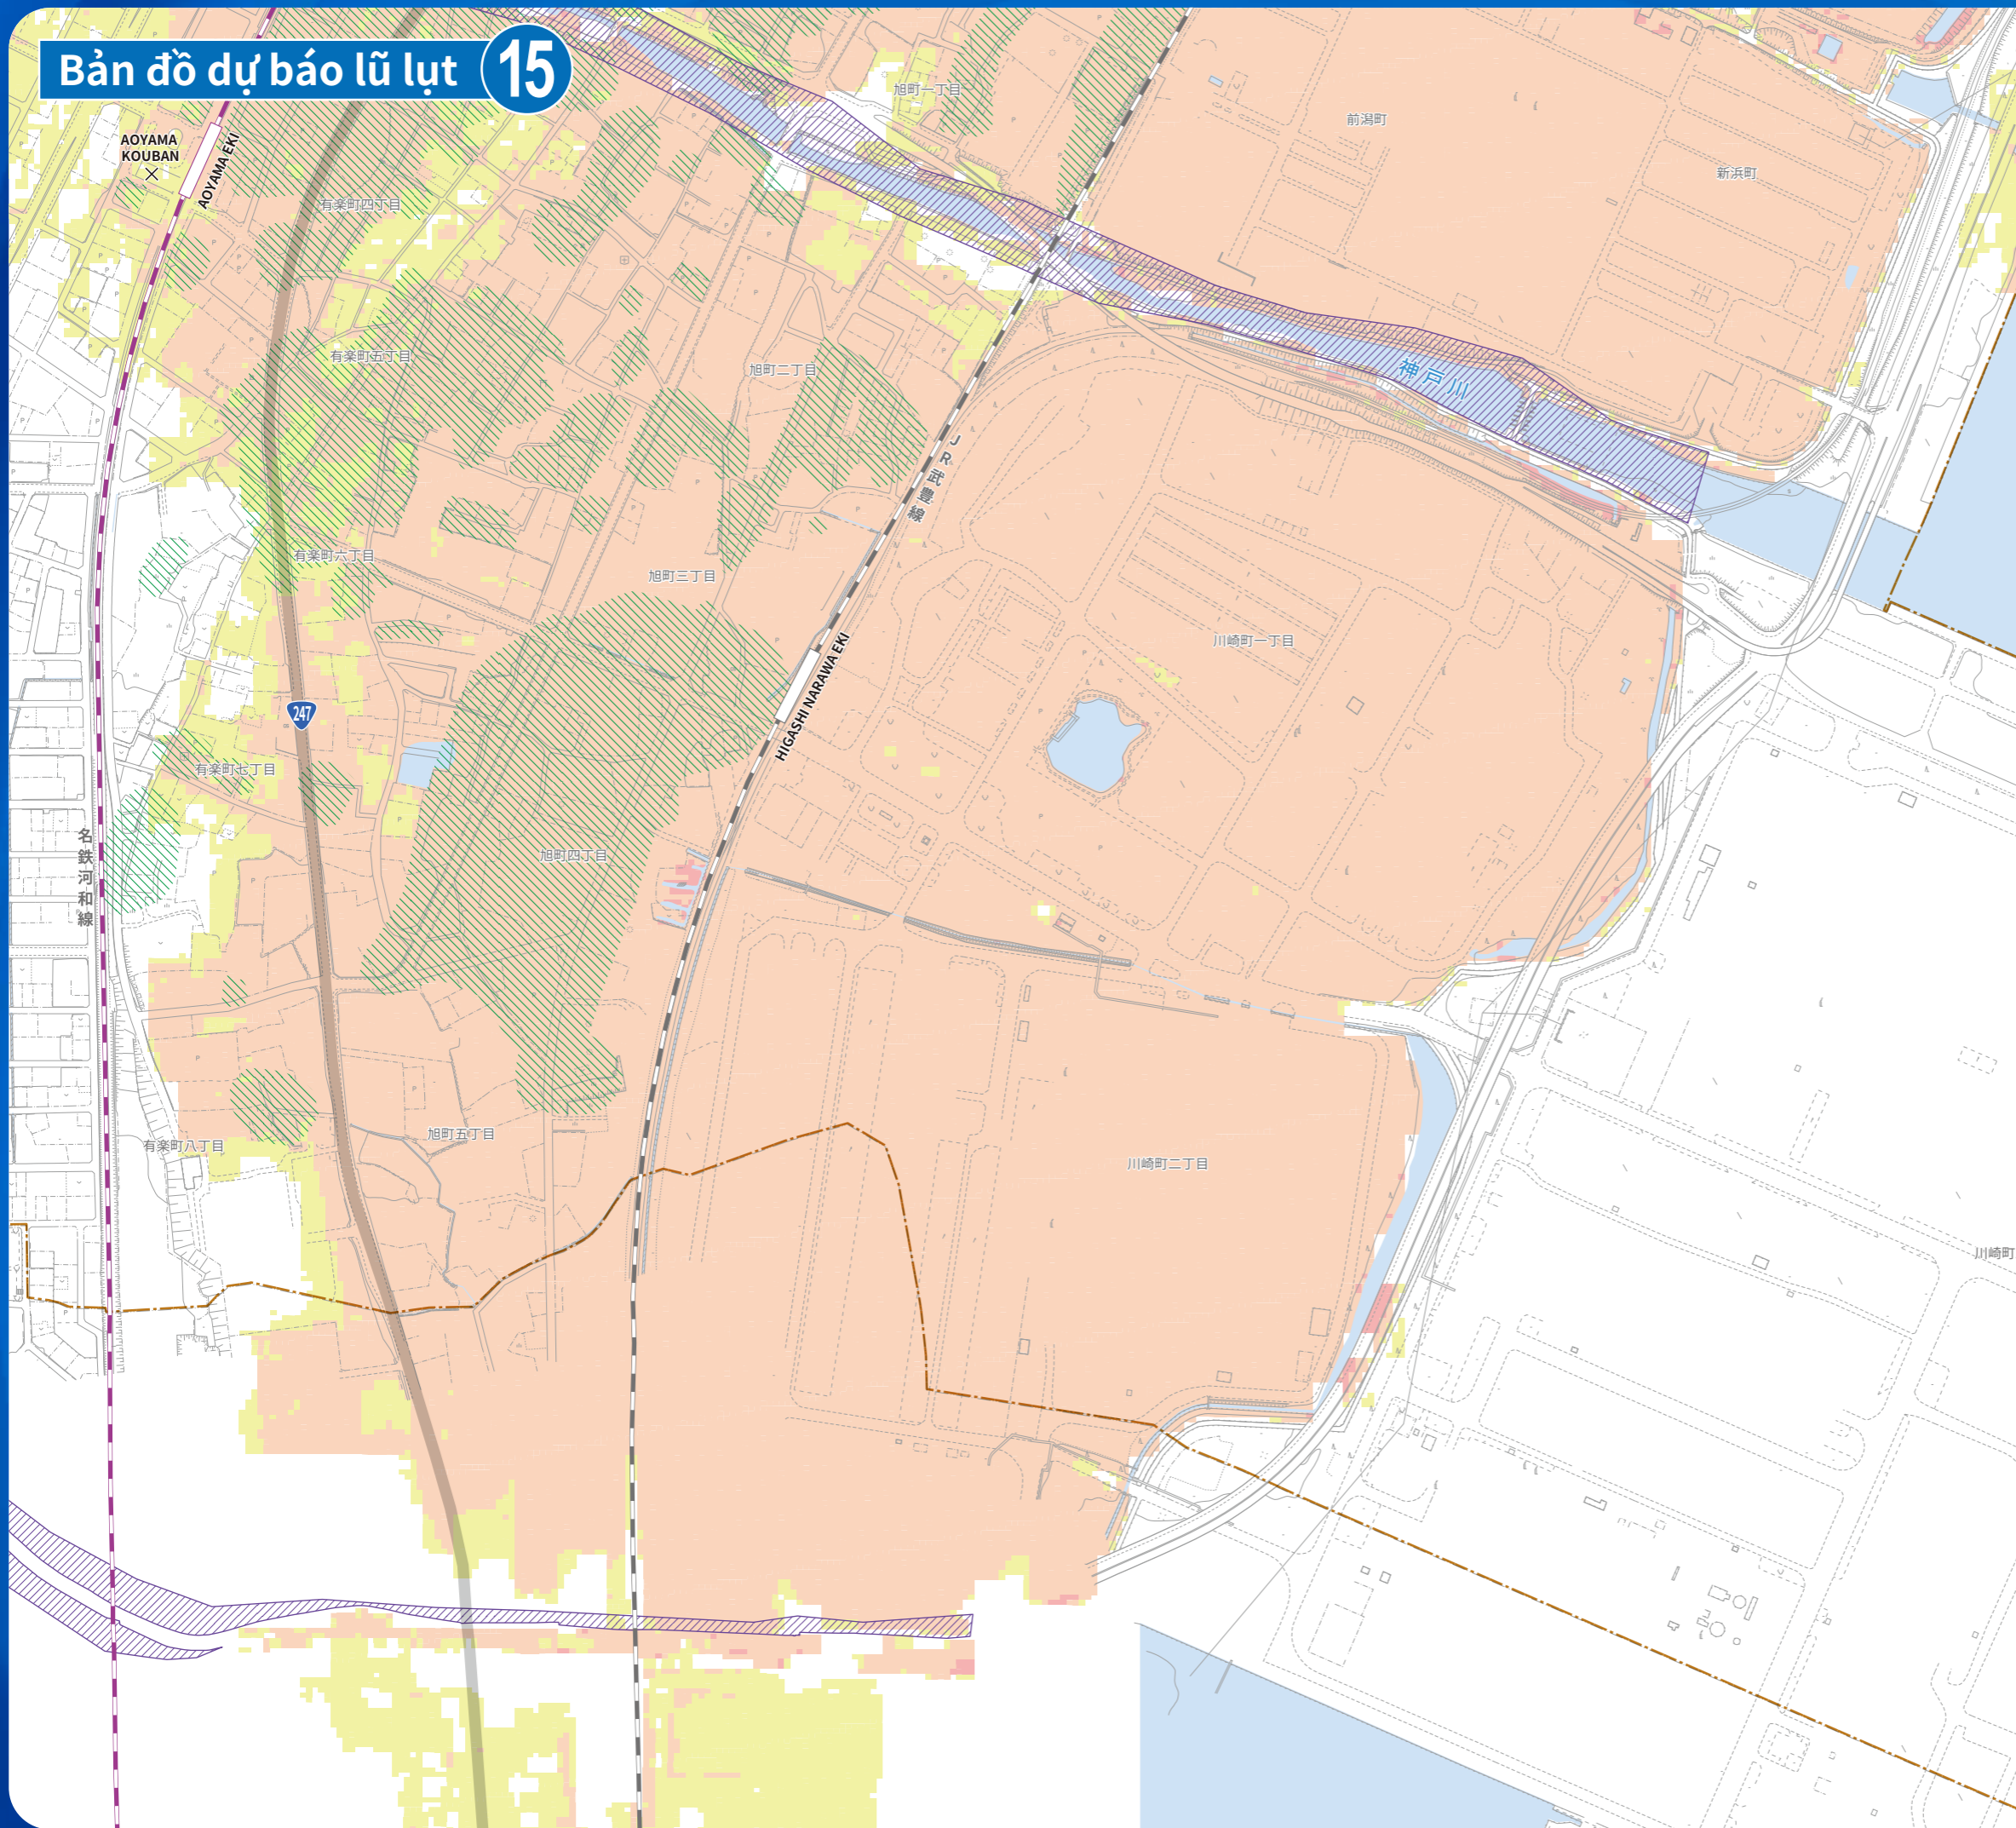 Bản đồ dự báo lũ lụt 15
AOYAMA
KOUBAN
AOYAMA EKI
旭町一丁目
前潟町
新浜町
有楽町四丁目
有楽町五丁目
旭町二丁目
神戸川
JR武豊線
有楽町六丁目
旭町三丁目
川崎町一丁目
HIGASHI NARAWA EKI
247
有楽町七丁目
名鉄河和線
旭町四丁目
有楽町八丁目
旭町五丁目
川崎町二丁目
川崎町